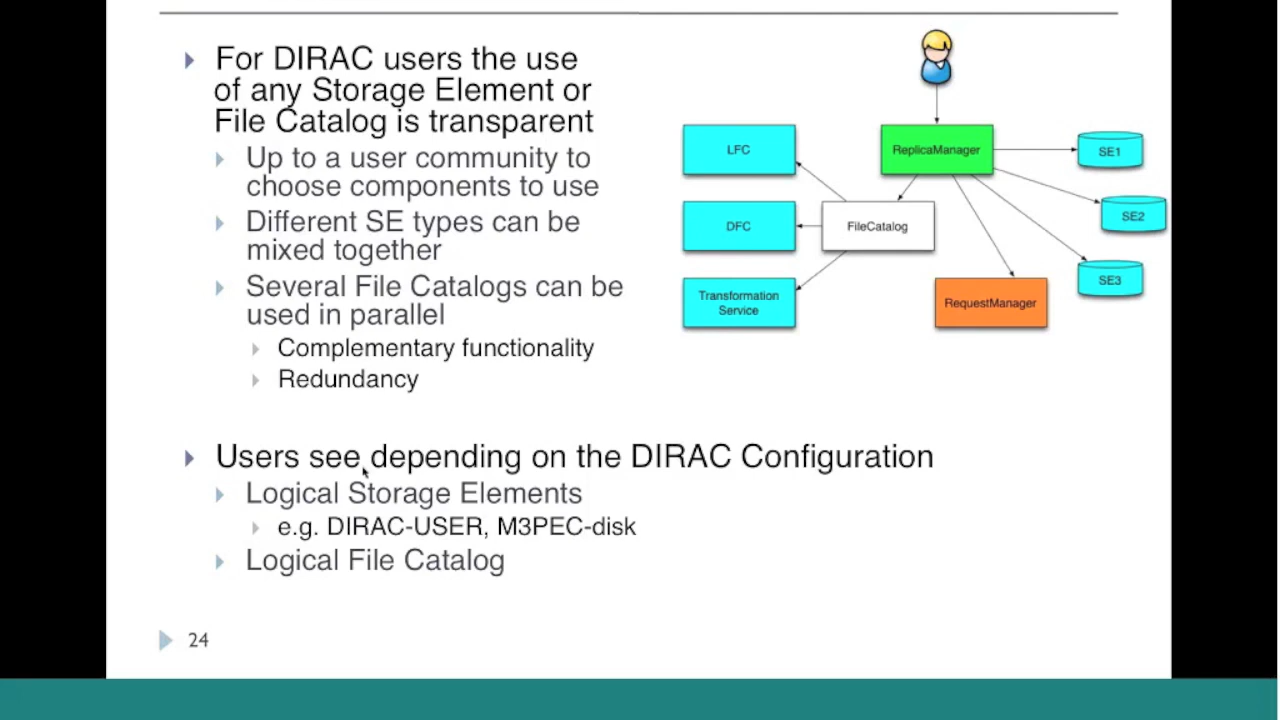 For DIRAC users the use
of any Storage Element or
File Catalog is transparent
Up to a user community to
choose components to use
Different SE types can be
mixed together
Several File Catalogs can be
used in parallel
Complementary functionality
Redundancy
LFC
ReplicaManager
SE1
SE2
DFC
FileCatalog
SE3
Transformation
Service
RequestManager
Users see depending on the DIRAC Configuration
Logical Storage Elements
e.g. DIRAC-USER, M3PEC-disk
Logical File Catalog
24